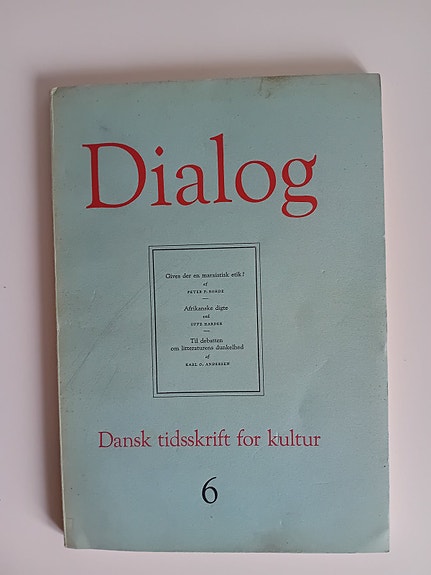 Dialog
Gives der en marxistisk etik?
af
PETER P. ROHDE
Afrikanske digte
ved
UFFE HARDER
Til debatten
om litteraturens dunkelhed
af
KARL O. ANDERSEN
Dansk tidsskrift for kultur
6